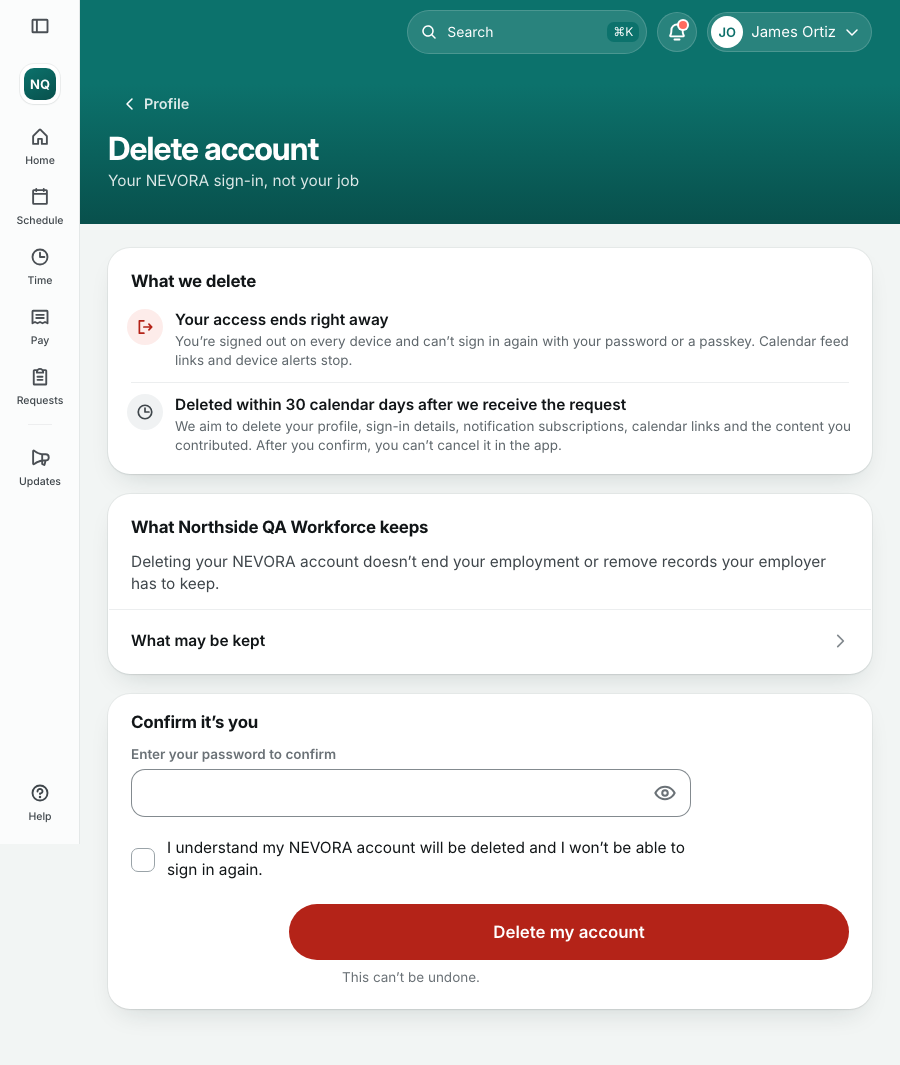 Search
⌘K
JO
James Ortiz
NQ
Home
Schedule
Time
Pay
Requests
Updates
Help
Profile
Delete account
Your NEVORA sign-in, not your job
What we delete
Your access ends right away
You’re signed out on every device and can’t sign in again with your password or a passkey. Calendar feed
links and device alerts stop.
Deleted within 30 calendar days after we receive the request
We aim to delete your profile, sign-in details, notification subscriptions, calendar links and the content you
contributed. After you confirm, you can’t cancel it in the app.
What Northside QA Workforce keeps
Deleting your NEVORA account doesn’t end your employment or remove records your employer
has to keep.
What may be kept
Confirm it’s you
Enter your password to confirm
I understand my NEVORA account will be deleted and I won’t be able to
sign in again.
Delete my account
This can’t be undone.